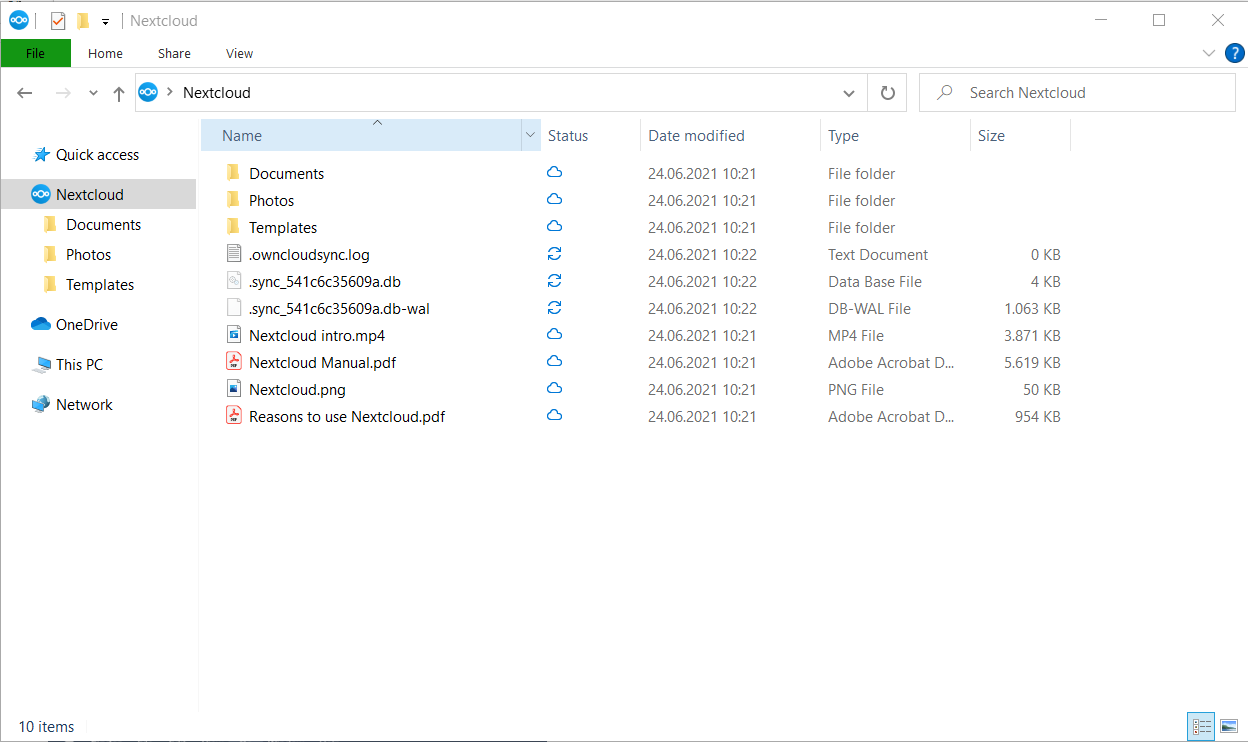 Nextcloud
File Home Share View
Nextcloud Search Nextcloud
Name Status Date modified Type Size
Quick access
Nextcloud
Documents
Photos
Templates
OneDrive
This PC
Network
Documents 24.06.2021 10:21 File folder
Photos 24.06.2021 10:21 File folder
Templates 24.06.2021 10:21 File folder
.owncloudsync.log 24.06.2021 10:22 Text Document 0 KB
.sync_541c6c35609a.db 24.06.2021 10:22 Data Base File 4 KB
.sync_541c6c35609a.db-wal 24.06.2021 10:22 DB-WAL File 1.063 KB
Nextcloud intro.mp4 24.06.2021 10:21 MP4 File 3.871 KB
Nextcloud Manual.pdf 24.06.2021 10:21 Adobe Acrobat D... 5.619 KB
Nextcloud.png 24.06.2021 10:21 PNG File 50 KB
Reasons to use Nextcloud.pdf 24.06.2021 10:21 Adobe Acrobat D... 954 KB
10 items